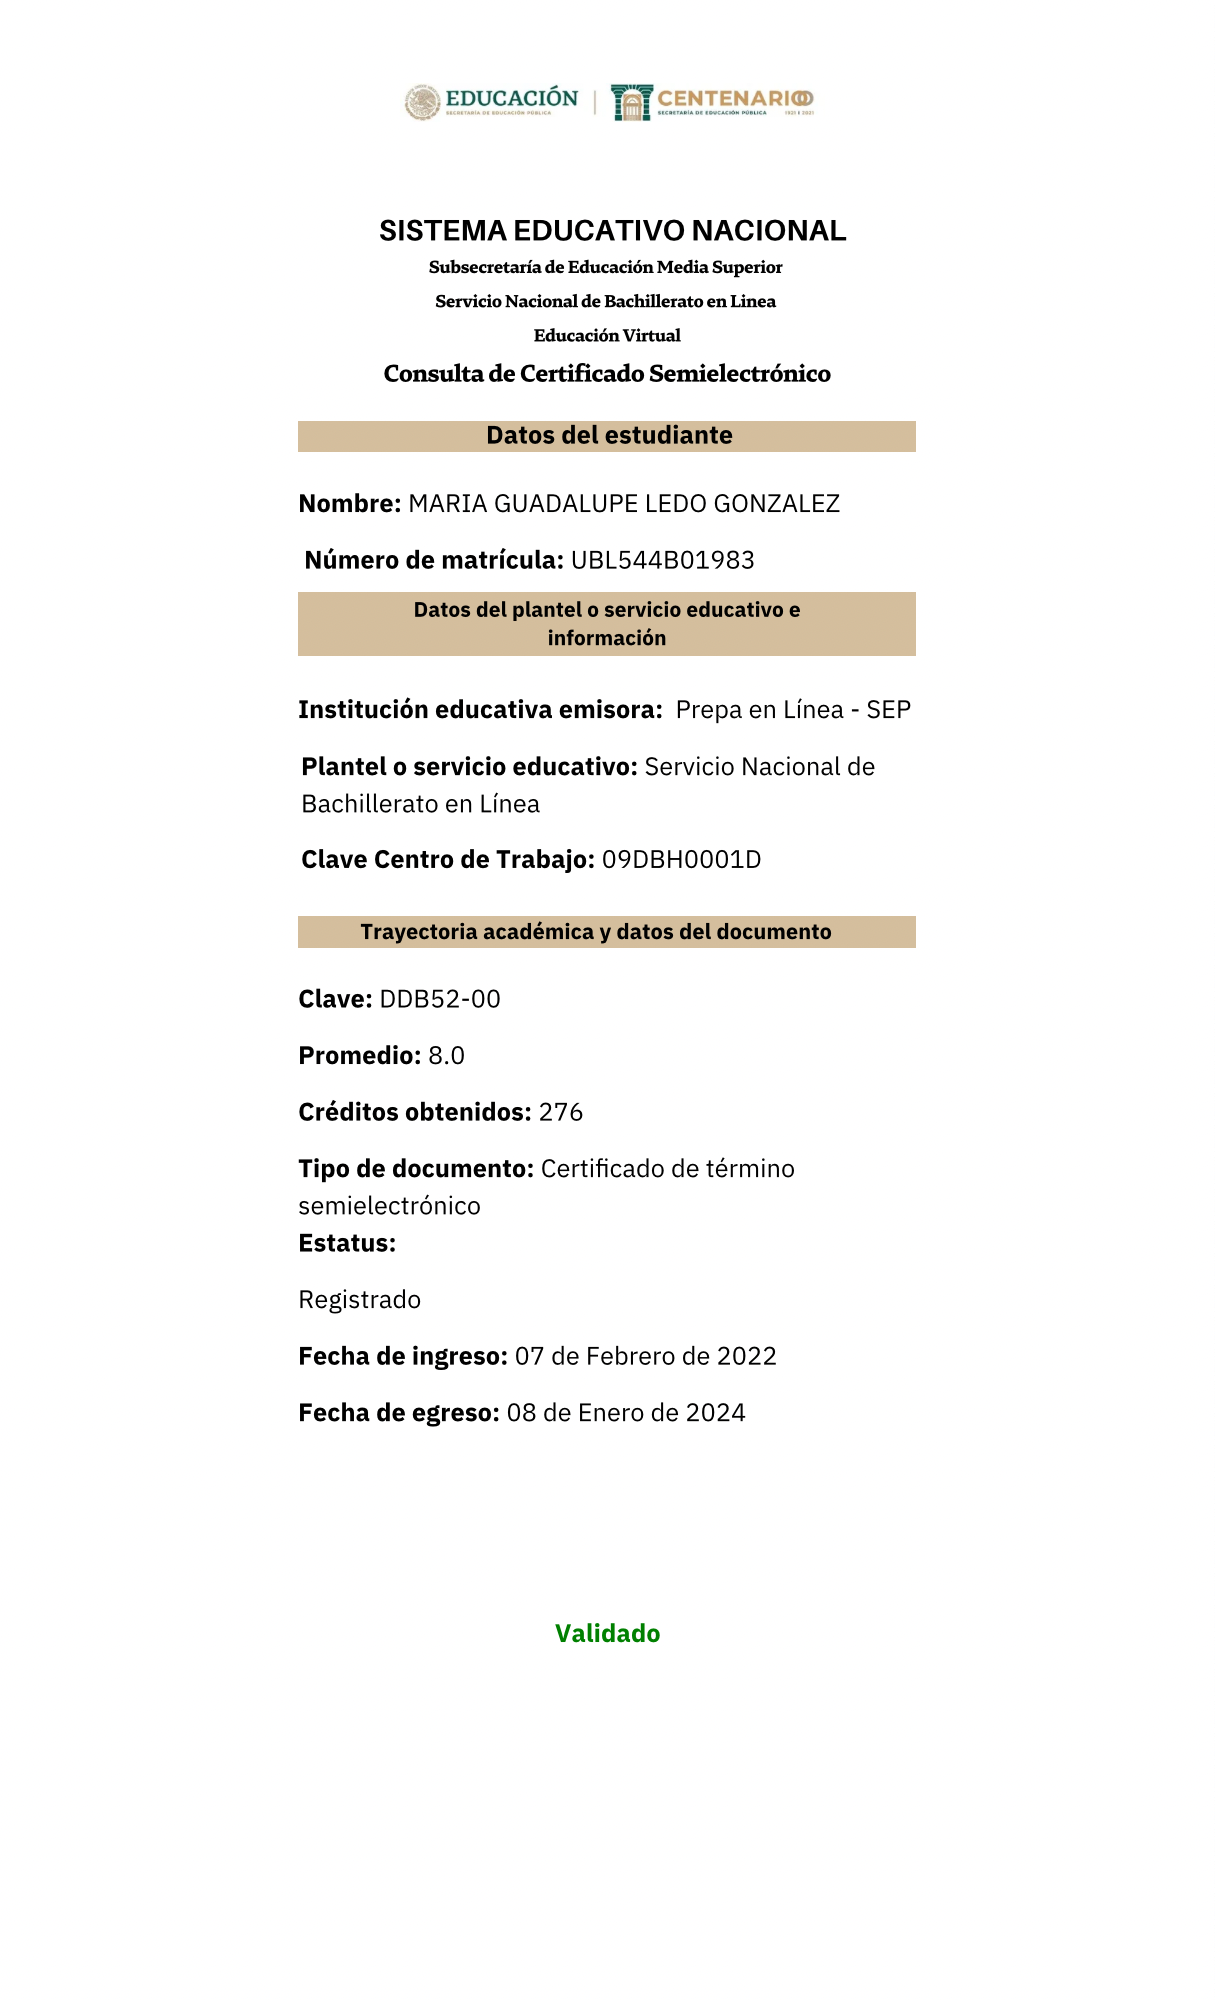 EDUCACIÓN
SECRETARÍA DE EDUCACIÓN PÚBLICA
CENTENARIO
SECRETARÍA DE EDUCACIÓN PÚBLICA 1921 2021
SISTEMA EDUCATIVO NACIONAL
Subsecretaría de Educación Media Superior
Servicio Nacional de Bachillerato en Linea
Educación Virtual
Consulta de Certificado Semielectrónico
Datos del estudiante
Nombre: MARIA GUADALUPE LEDO GONZALEZ
Número de matrícula: UBL544B01983
Datos del plantel o servicio educativo e
información
Institución educativa emisora: Prepa en Línea - SEP
Plantel o servicio educativo: Servicio Nacional de
Bachillerato en Línea
Clave Centro de Trabajo: 09DBH0001D
Trayectoria académica y datos del documento
Clave: DDB52-00
Promedio: 8.0
Créditos obtenidos: 276
Tipo de documento: Certificado de término
semielectrónico
Estatus:
Registrado
Fecha de ingreso: 07 de Febrero de 2022
Fecha de egreso: 08 de Enero de 2024
Validado